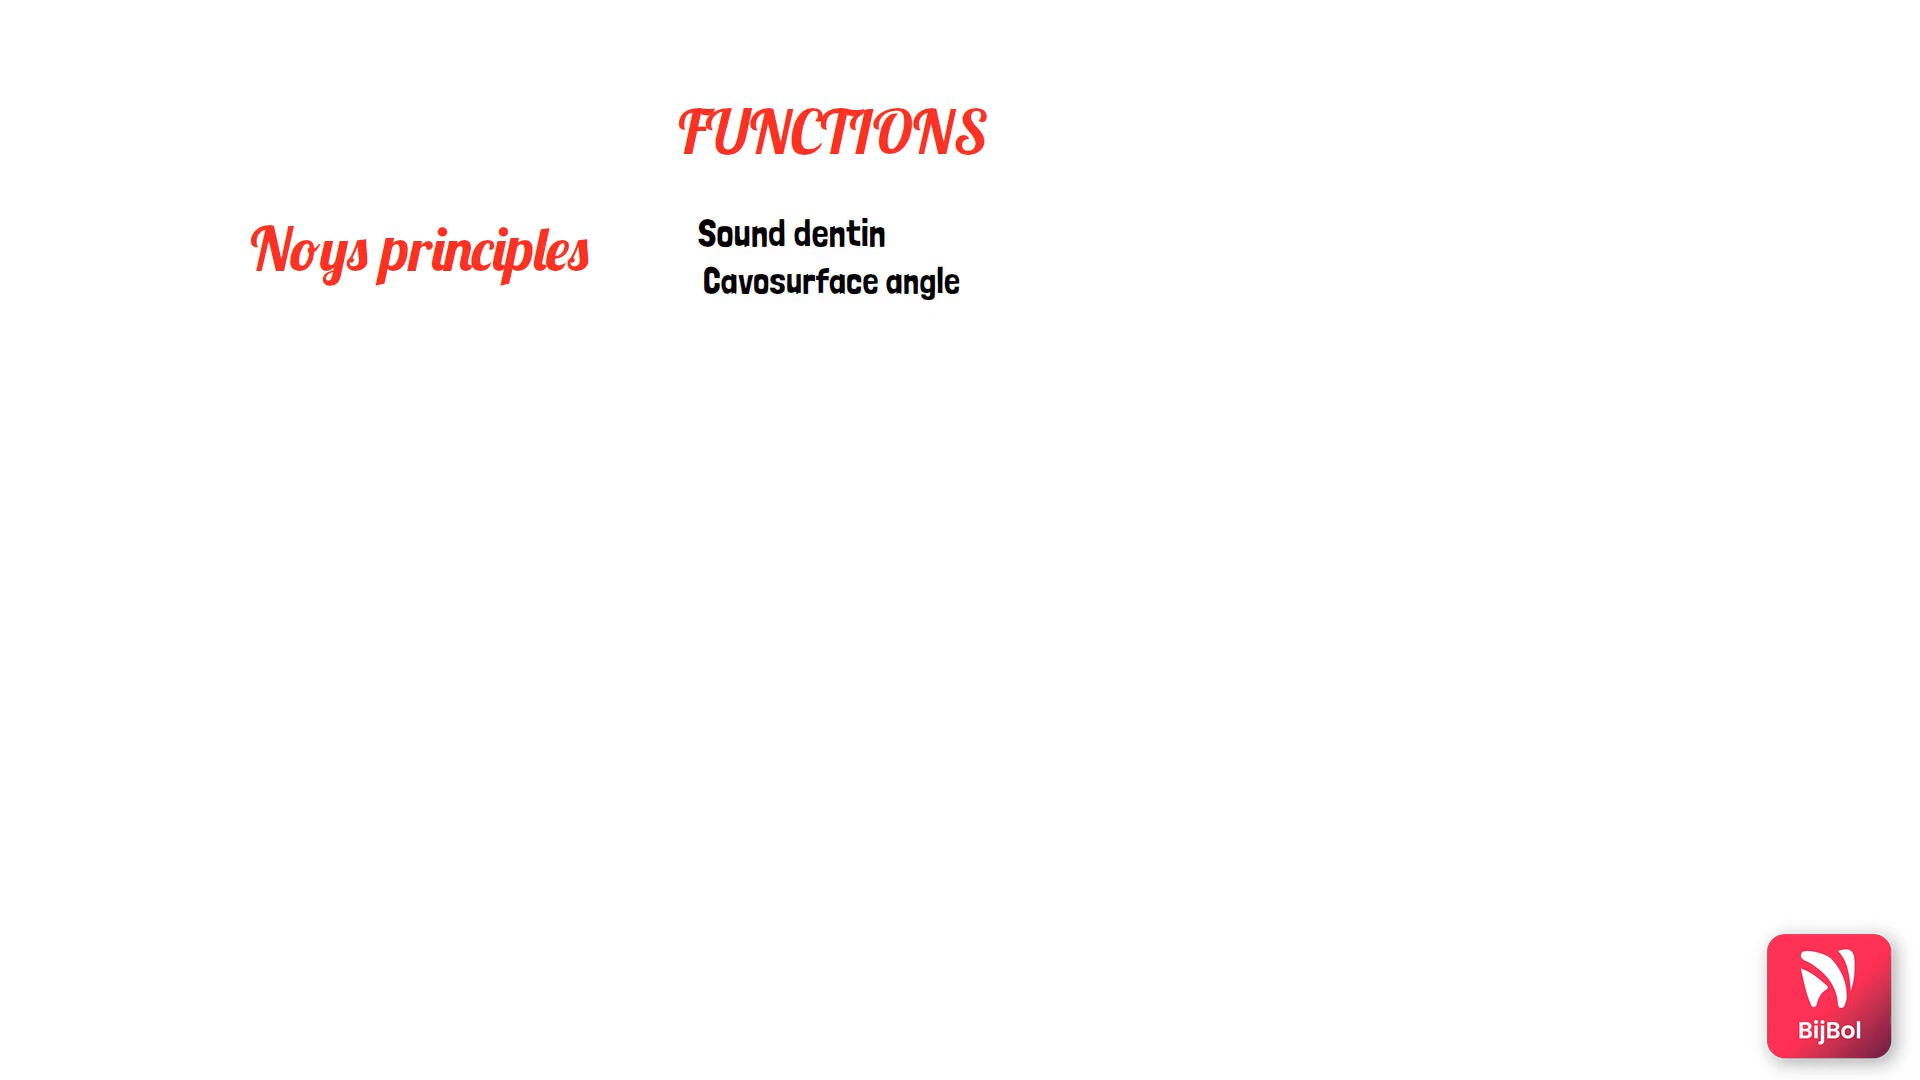 FUNCTIONS
Noys principles
Sound dentin
Cavosurface angle
BijBol